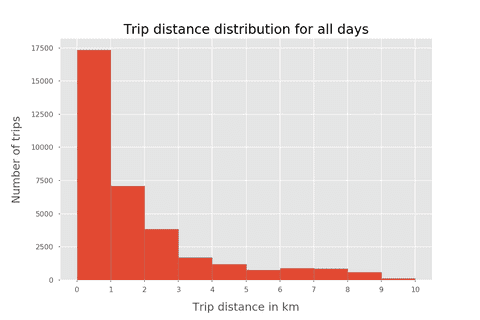 Trip distance distribution for all days
17500
15000
12500
10000
7500
5000
2500
0
Number of trips
0 1 2 3 4 5 6 7 8 9 10
Trip distance in km